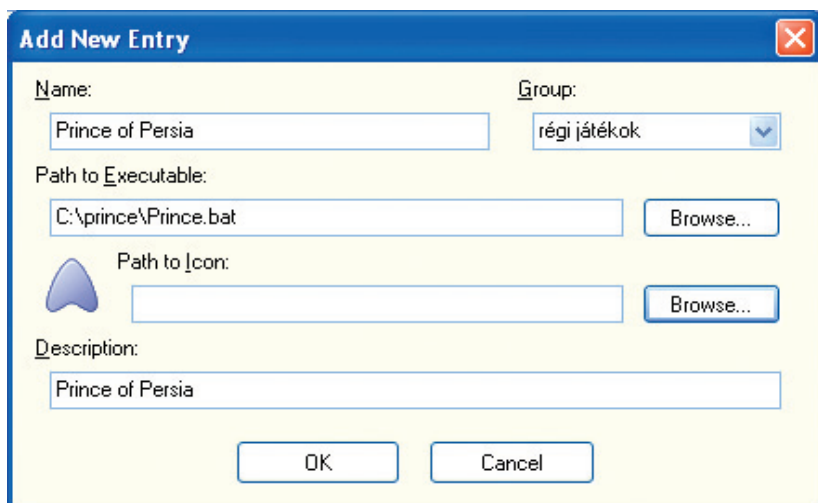 Add New Entry
Name: Group:
Prince of Persia régi játékok
Path to Executable:
C:\prince\Prince.bat Browse...
Path to Icon:
Browse...
Description:
Prince of Persia
OK Cancel